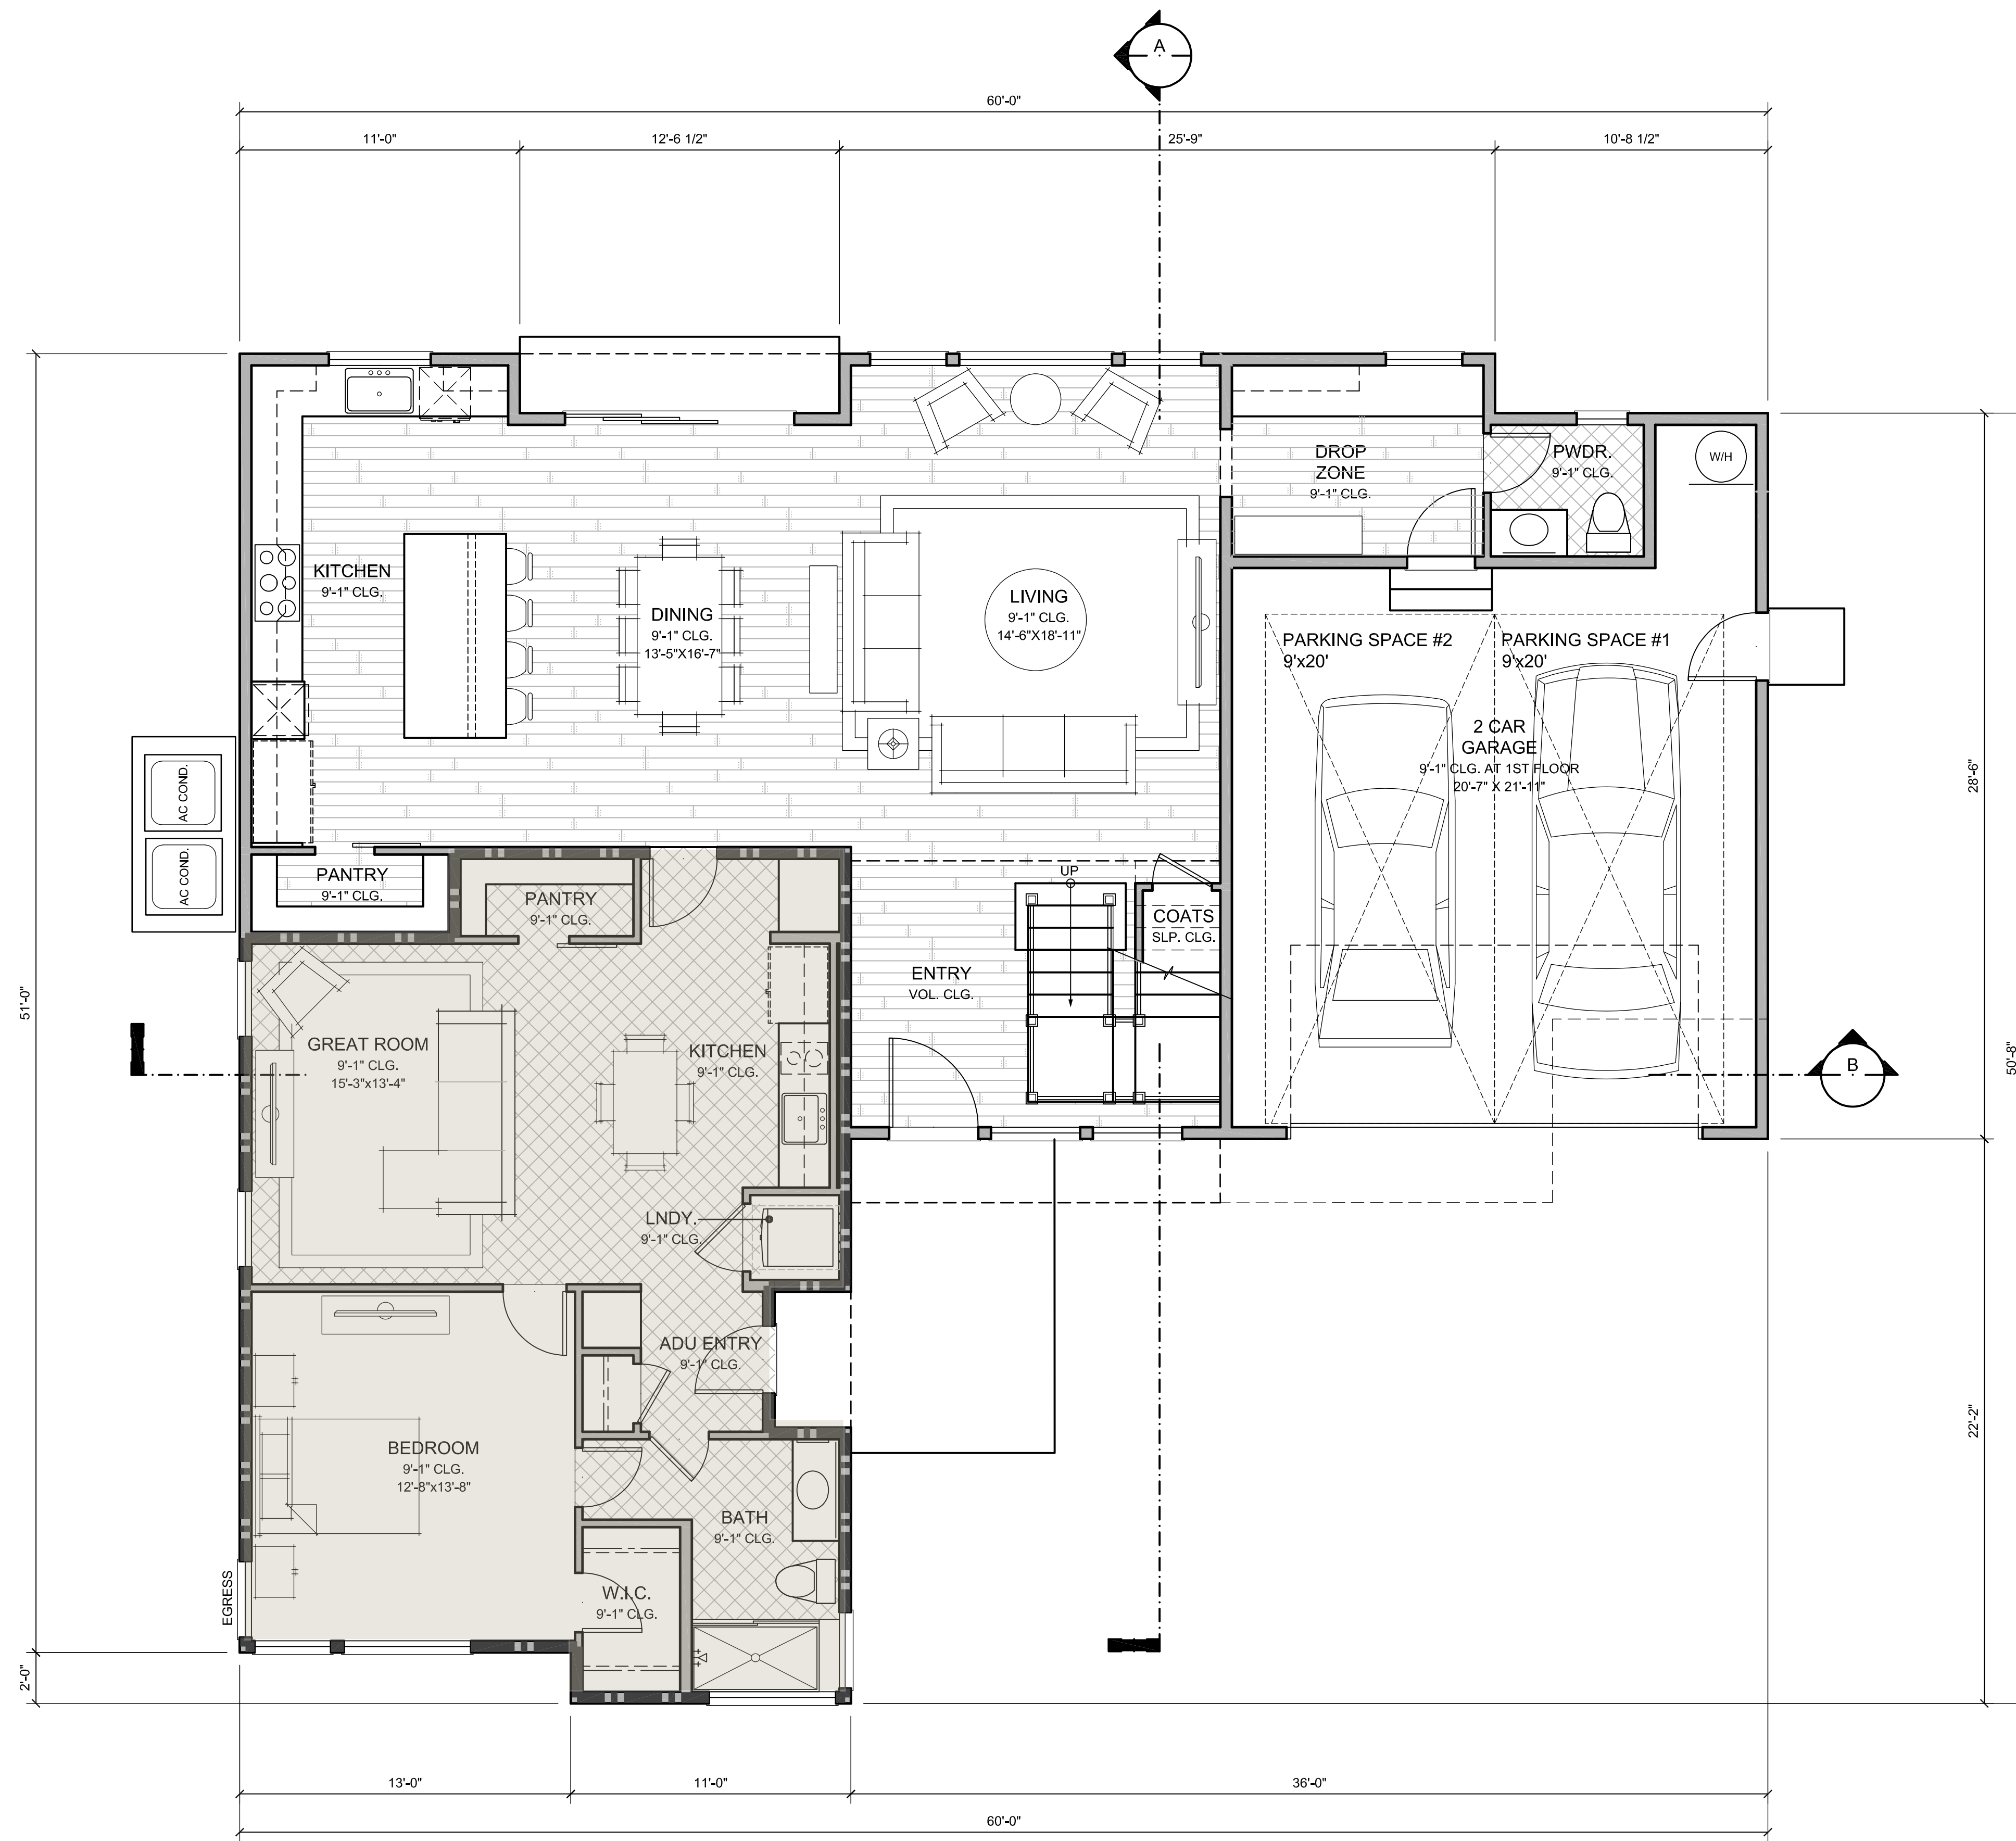 A
60'-0"
11'-0"
12'-6 1/2"
25'-9"
10'-8 1/2"
DROP
ZONE
9'-1" CLG.
PWDR.
9'-1" CLG.
W/H
KITCHEN
9'-1" CLG.
DINING
9'-1" CLG.
13'-5"X16'-7"
LIVING
9'-1" CLG.
14'-6"X18'-11"
PARKING SPACE #2
9'x20'
PARKING SPACE #1
9'x20'
2 CAR
GARAGE
9'-1" CLG. AT 1ST FLOOR
20'-7" X 21'-11"
28'-6"
AC COND.
AC COND.
PANTRY
9'-1" CLG.
PANTRY
9'-1" CLG.
UP
COATS
SLP. CLG.
ENTRY
VOL. CLG.
51'-0"
GREAT ROOM
9'-1" CLG.
15'-3"x13'-4"
KITCHEN
9'-1" CLG.
B
50'-8"
LNDY.
9'-1" CLG.
ADU ENTRY
9'-1" CLG.
22'-2"
BEDROOM
9'-1" CLG.
12'-8"x13'-8"
BATH
9'-1" CLG.
EGRESS
W.I.C.
9'-1" CLG.
2'-0"
13'-0"
11'-0"
36'-0"
60'-0"